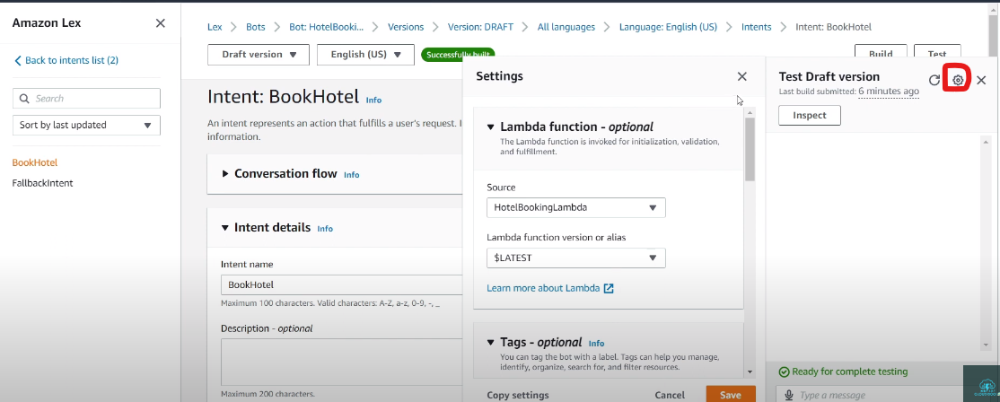 Amazon Lex
Back to intents list (2)
Search
Sort by last updated
BookHotel
FallbackIntent
Lex > Bots > Bot: HotelBooki... > Versions > Version: DRAFT > All languages > Language: English (US) > Intents > Intent: BookHotel
Draft version
English (US)
Successfully built
Build
Test
Intent: BookHotel Info
An intent represents an action that fulfills a user's request. I
information.
Conversation flow Info
Intent details Info
Intent name
BookHotel
Maximum 100 characters. Valid characters: A-Z, a-z, 0-9, -, _
Description - optional
Maximum 200 characters.
Settings
Lambda function - optional
The Lambda function is invoked for initialization, validation,
and fulfillment.
Source
HotelBookingLambda
Lambda function version or alias
$LATEST
Learn more about Lambda
Tags - optional Info
You can tag the bot with a label. Tags can help you manage,
identify, organize, search for, and filter resources.
Copy settings
Cancel
Save
Test Draft version
Last build submitted: 6 minutes ago
Inspect
Ready for complete testing
Type a message